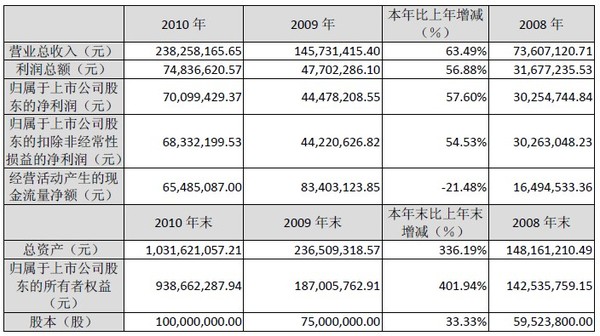 2010 年 2009 年 本年比上年增减（%） 2008 年
营业总收入（元） 238,258,165.65 145,731,415.40 63.49% 73,607,120.71
利润总额（元） 74,836,620.57 47,702,286.10 56.88% 31,677,235.53
归属于上市公司股东的净利润（元） 70,099,429.37 44,478,208.55 57.60% 30,254,744.84
归属于上市公司股东的扣除非经常性损益的净利润（元） 68,332,199.53 44,220,626.82 54.53% 30,263,048.23
经营活动产生的现金流量净额（元） 65,485,087.00 83,403,123.85 -21.48% 16,494,533.36
2010 年末 2009 年末 本年末比上年末增减（%） 2008 年末
总资产（元） 1,031,621,057.21 236,509,318.57 336.19% 148,161,210.49
归属于上市公司股东的所有者权益（元） 938,662,287.94 187,005,762.91 401.94% 142,535,759.15
股本（股） 100,000,000.00 75,000,000.00 33.33% 59,523,800.00